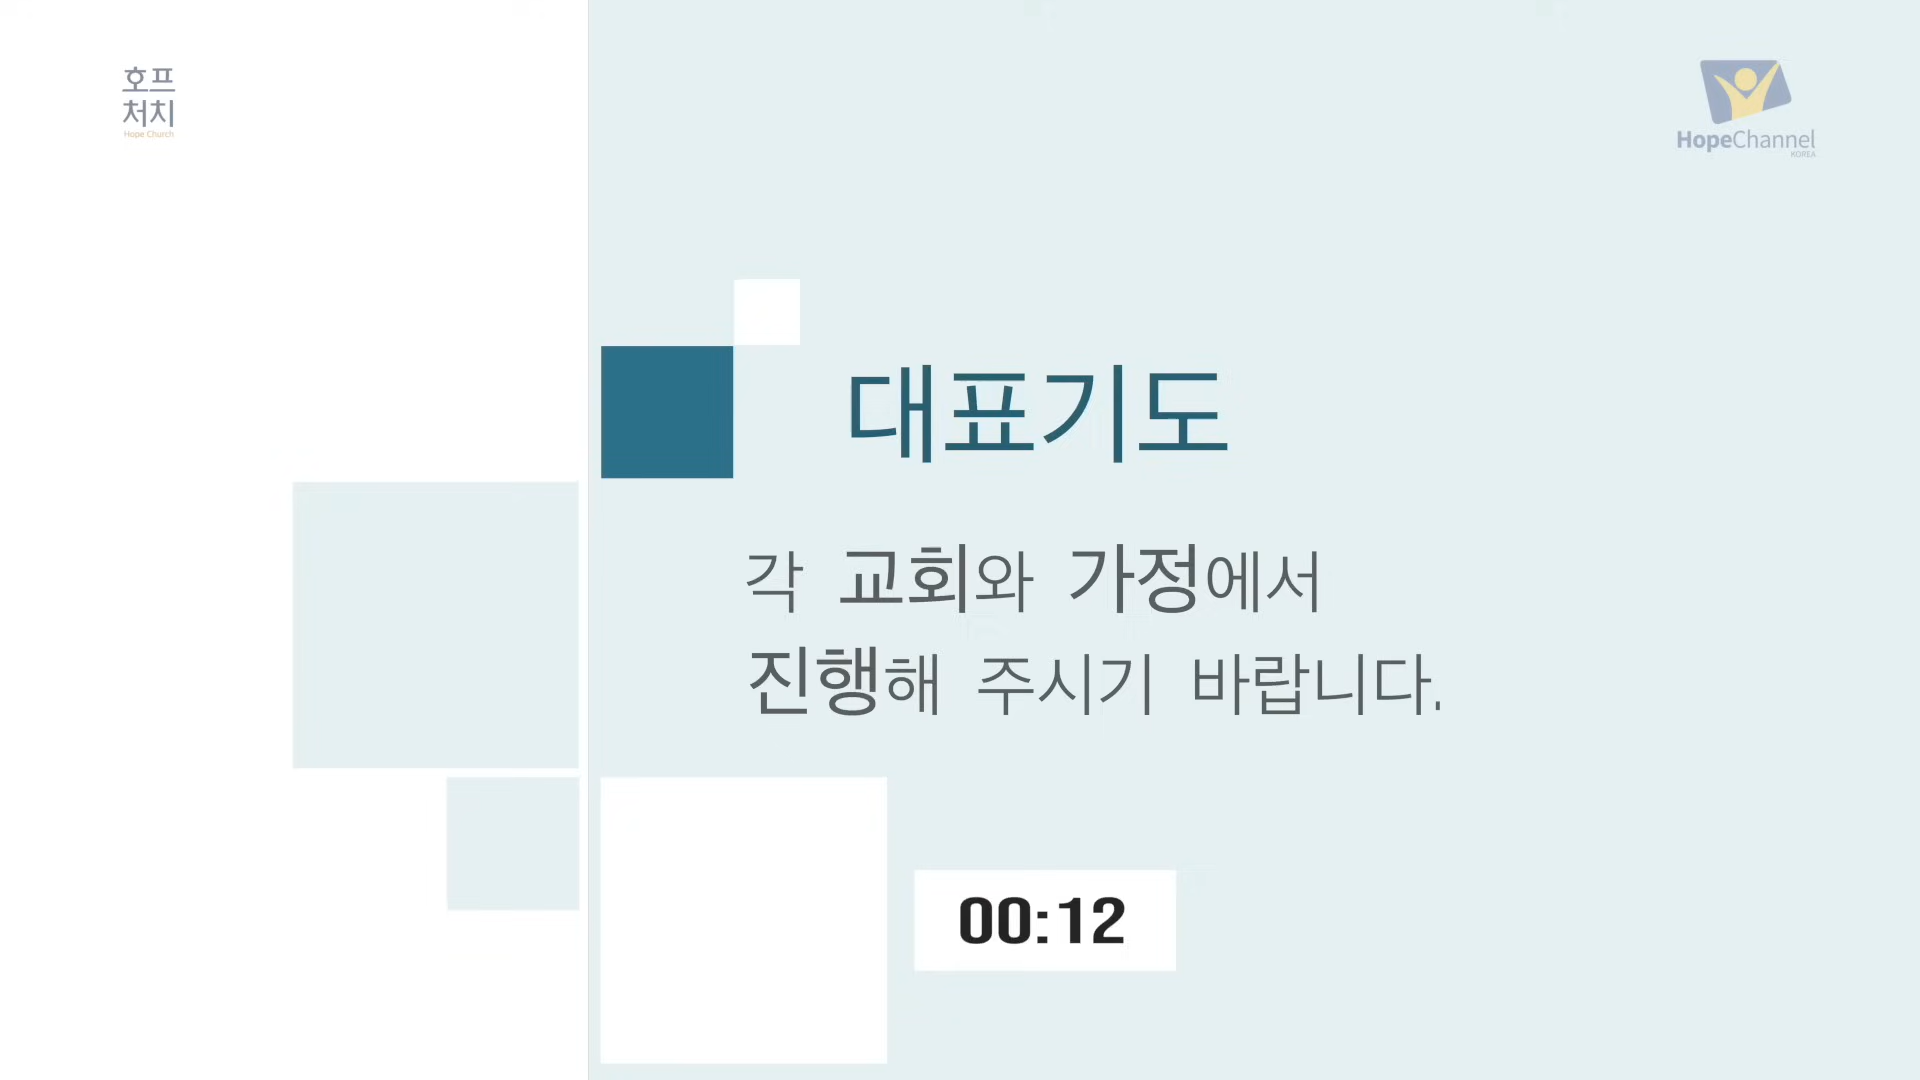 호프
처치
Hope Church
HopeChannel
KOREA
대표기도
각 교회와 가정에서
진행해 주시기 바랍니다.
00:12